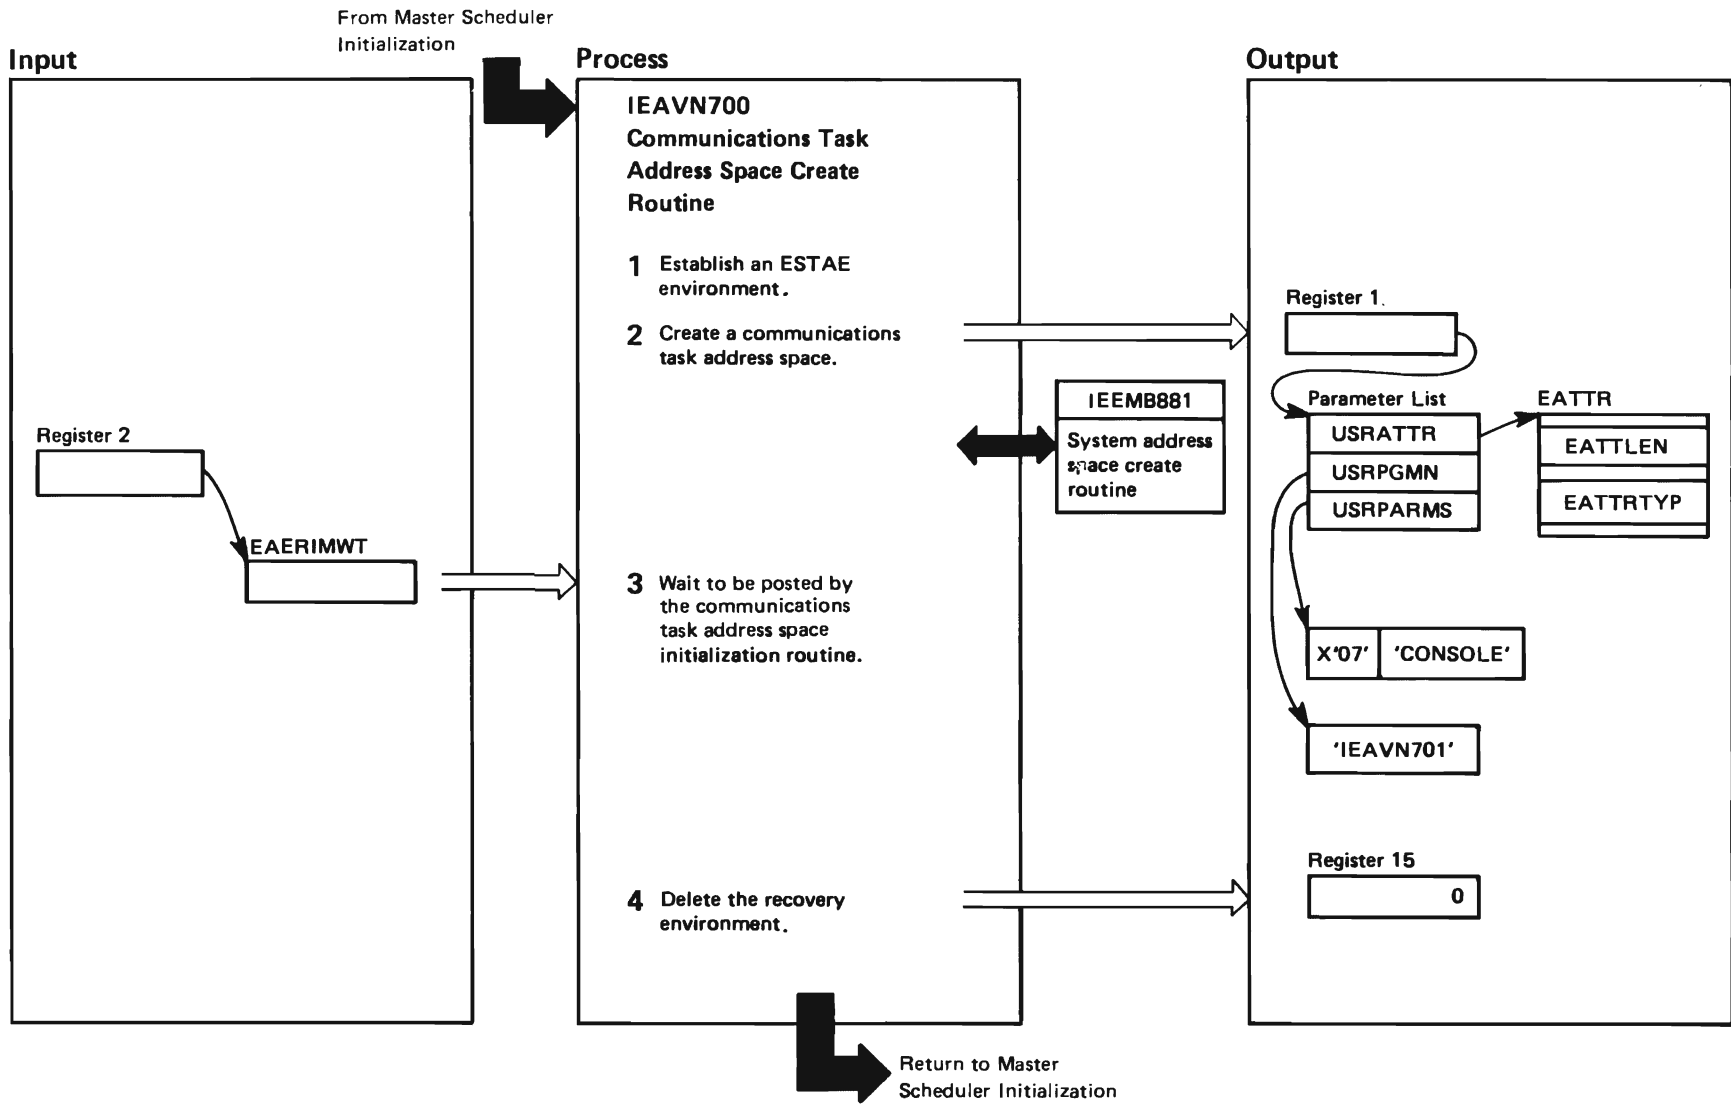 From Master Scheduler
Initialization
Input
Process
Output
IEAVN700
Communications Task
Address Space Create
Routine
1 Establish an ESTAE
environment.
2 Create a communications
task address space.
IEEMB881
System address
space create
routine
Register 2
EAERIMWT
3 Wait to be posted by
the communications
task address space
initialization routine.
4 Delete the recovery
environment.
Register 1.
Parameter List
USRATTR
USRPGMN
USRPARMS
EATTR
EATTLEN
EATTRTYP
X'07' 'CONSOLE'
'IEAVN701'
Register 15
0
Return to Master
Scheduler Initialization